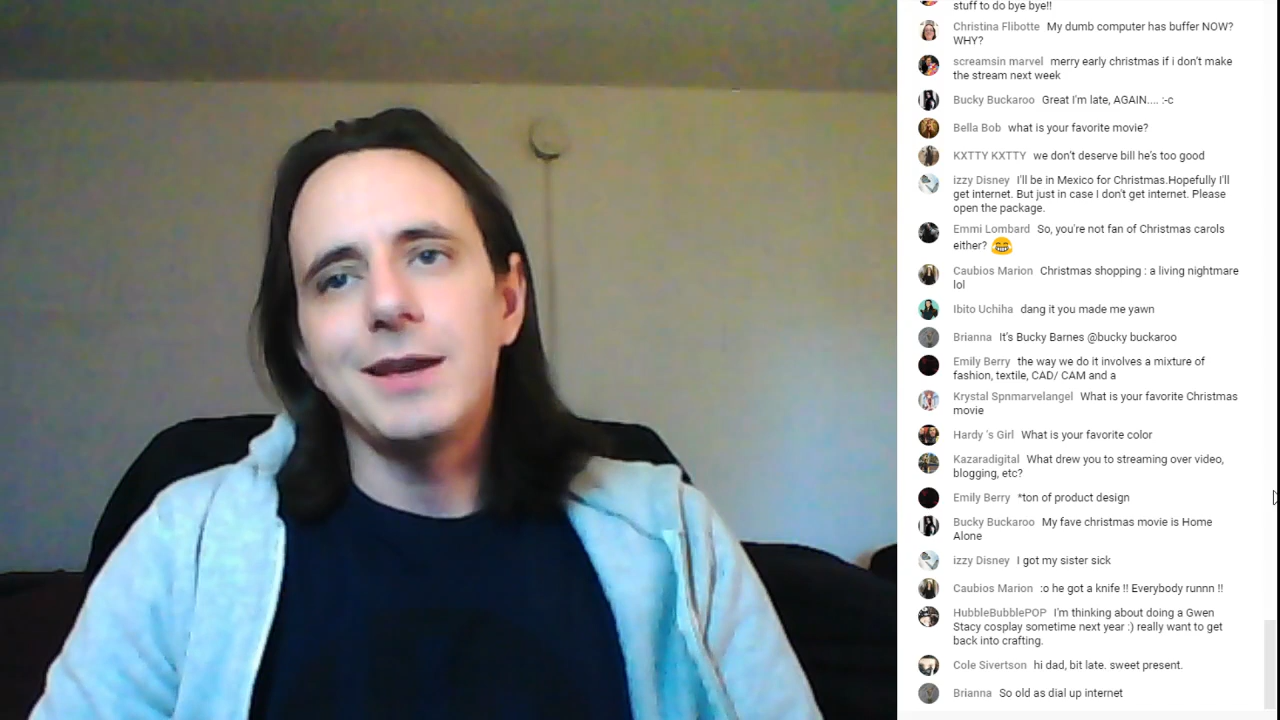 stuff to do bye bye!!
Christina Flibotte My dumb computer has buffer NOW?
WHY?
screamsin marvel merry early christmas if i don't make
the stream next week
Bucky Buckaroo Great I'm late, AGAIN.... :-c
Bella Bob what is your favorite movie?
KXTTY KXTTY we don't deserve bill he's too good
izzy Disney I'll be in Mexico for Christmas.Hopefully I'll
get internet. But just in case I don't get internet. Please
open the package.
Emmi Lombard So, you're not fan of Christmas carols
either? 😂
Caubios Marion Christmas shopping : a living nightmare
lol
Ibito Uchiha dang it you made me yawn
Brianna It's Bucky Barnes @bucky buckaroo
Emily Berry the way we do it involves a mixture of
fashion, textile, CAD/ CAM and a
Krystal Spnmarvelangel What is your favorite Christmas
movie
Hardy 's Girl What is your favorite color
Kazaradigital What drew you to streaming over video,
blogging, etc?
Emily Berry *ton of product design
Bucky Buckaroo My fave christmas movie is Home
Alone
izzy Disney I got my sister sick
Caubios Marion :o he got a knife !! Everybody runnn !!
HubbleBubblePOP I'm thinking about doing a Gwen
Stacy cosplay sometime next year :) really want to get
back into crafting.
Cole Sivertson hi dad, bit late. sweet present.
Brianna So old as dial up internet